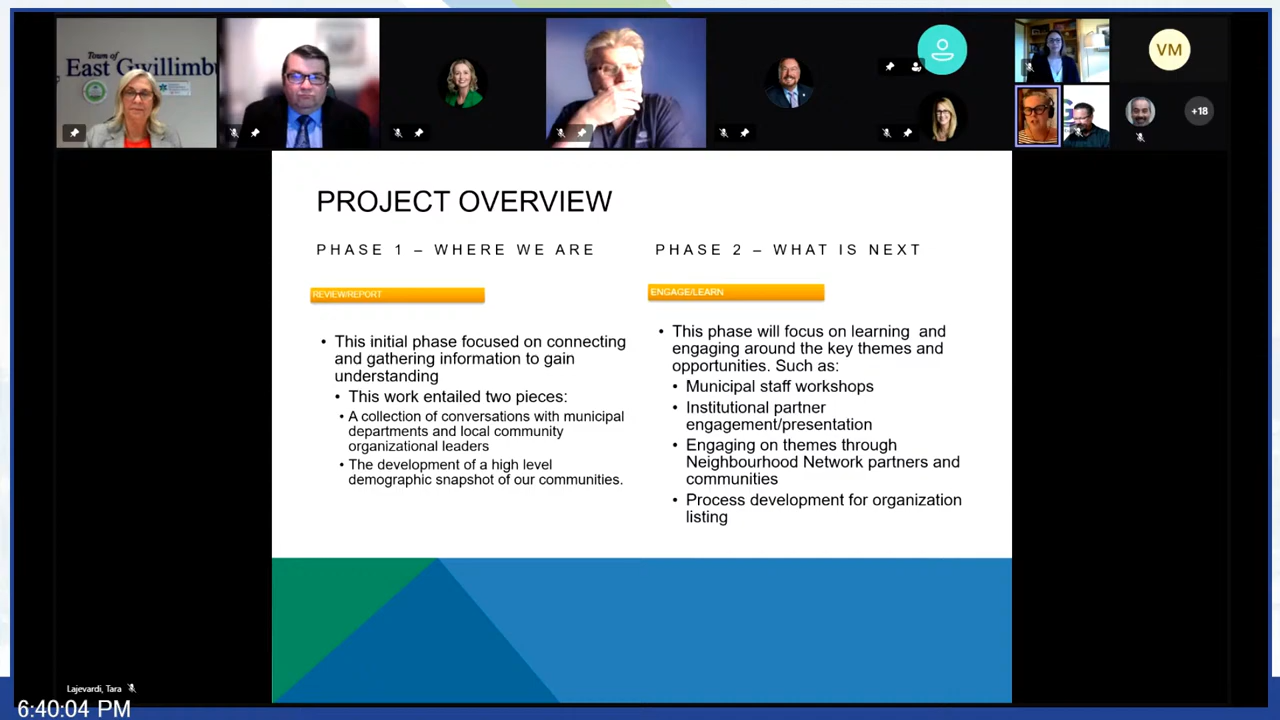 Town of
East Gwillimbu
VM
+18
PROJECT OVERVIEW
PHASE 1 – WHERE WE ARE
REVIEW/REPORT
• This initial phase focused on connecting
and gathering information to gain
understanding
• This work entailed two pieces:
• A collection of conversations with municipal
departments and local community
organizational leaders
• The development of a high level
demographic snapshot of our communities.
PHASE 2 – WHAT IS NEXT
ENGAGE/LEARN
• This phase will focus on learning and
engaging around the key themes and
opportunities. Such as:
• Municipal staff workshops
• Institutional partner
engagement/presentation
• Engaging on themes through
Neighbourhood Network partners and
communities
• Process development for organization
listing
Lajevardi, Tara
6:40:04 PM